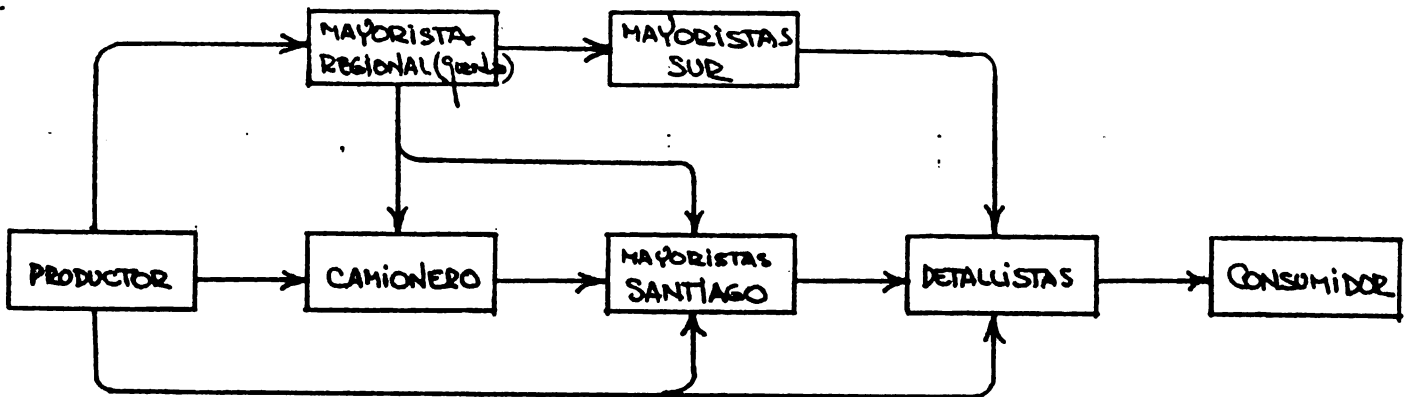 MAYORISTA
REGIONAL
MAYORISTAS
SUR
PRODUCTOR
CAMIONERO
MAYORISTAS
SANTIAGO
DETALLISTAS
CONSUMIDOR